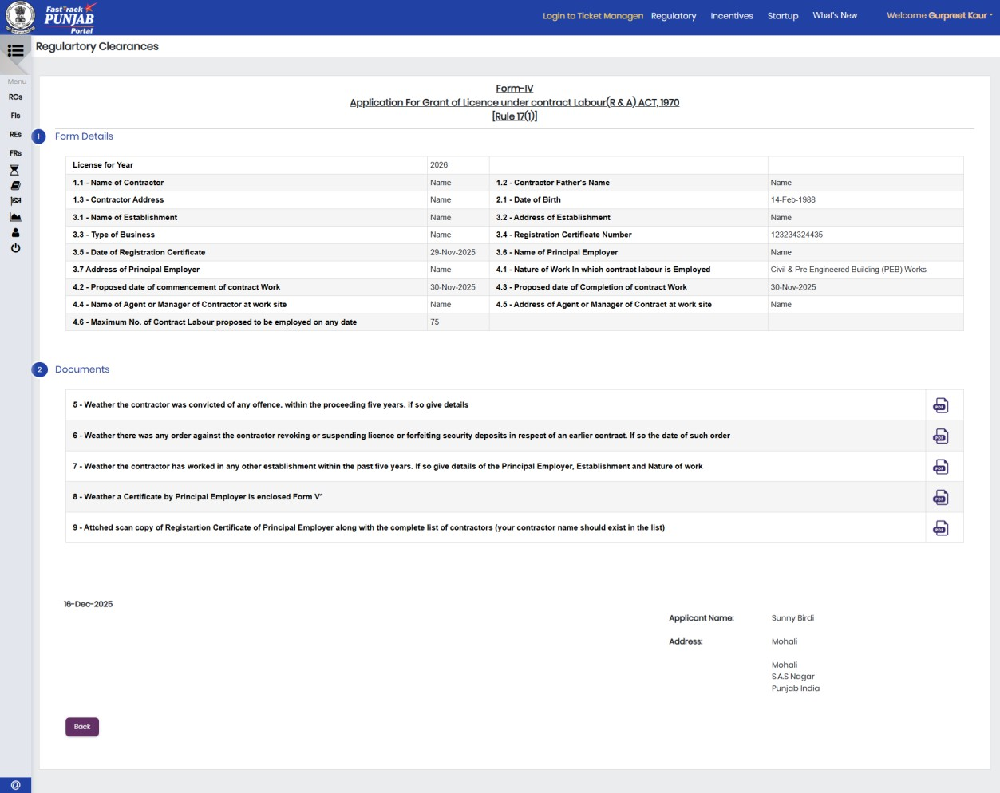 FastTrack
PUNJAB
Portal
Login to Ticket Managen Regulatory Incentives Startup What's New Welcome Gurpreet Kaur
Regulartory Clearances
Menu
RCs
FIs
REs
FRs
Form-IV
Application For Grant of Licence under contract Labour(R & A) ACT, 1970
[Rule 17(1)]
1 Form Details
License for Year 2026
1.1 - Name of Contractor Name 1.2 - Contractor Father's Name Name
1.3 - Contractor Address Name 2.1 - Date of Birth 14-Feb-1988
3.1 - Name of Establishment Name 3.2 - Address of Establishment Name
3.3 - Type of Business Name 3.4 - Registration Certificate Number 123234324435
3.5 - Date of Registration Certificate 29-Nov-2025 3.6 - Name of Principal Employer Name
3.7 Address of Principal Employer Name 4.1 - Nature of Work In which contract labour is Employed Civil & Pre Engineered Building (PEB) Works
4.2 - Proposed date of commencement of contract Work 30-Nov-2025 4.3 - Proposed date of Completion of contract Work 30-Nov-2025
4.4 - Name of Agent or Manager of Contractor at work site Name 4.5 - Address of Agent or Manager of Contract at work site Name
4.6 - Maximum No. of Contract Labour proposed to be employed on any date 75
2 Documents
5 - Weather the contractor was convicted of any offence, within the proceeding five years, if so give details PDF
6 - Weather there was any order against the contractor revoking or suspending licence or forfeiting security deposits in respect of an earlier contract. If so the date of such order PDF
7 - Weather the contractor has worked in any other establishment within the past five years. If so give details of the Principal Employer, Establishment and Nature of work PDF
8 - Weather a Certificate by Principal Employer is enclosed Form V* PDF
9 - Attched scan copy of Registartion Certificate of Principal Employer along with the complete list of contractors (your contractor name should exist in the list) PDF
16-Dec-2025
Applicant Name: Sunny Birdi
Address: Mohali
Mohali
S.A.S Nagar
Punjab India
Back
@